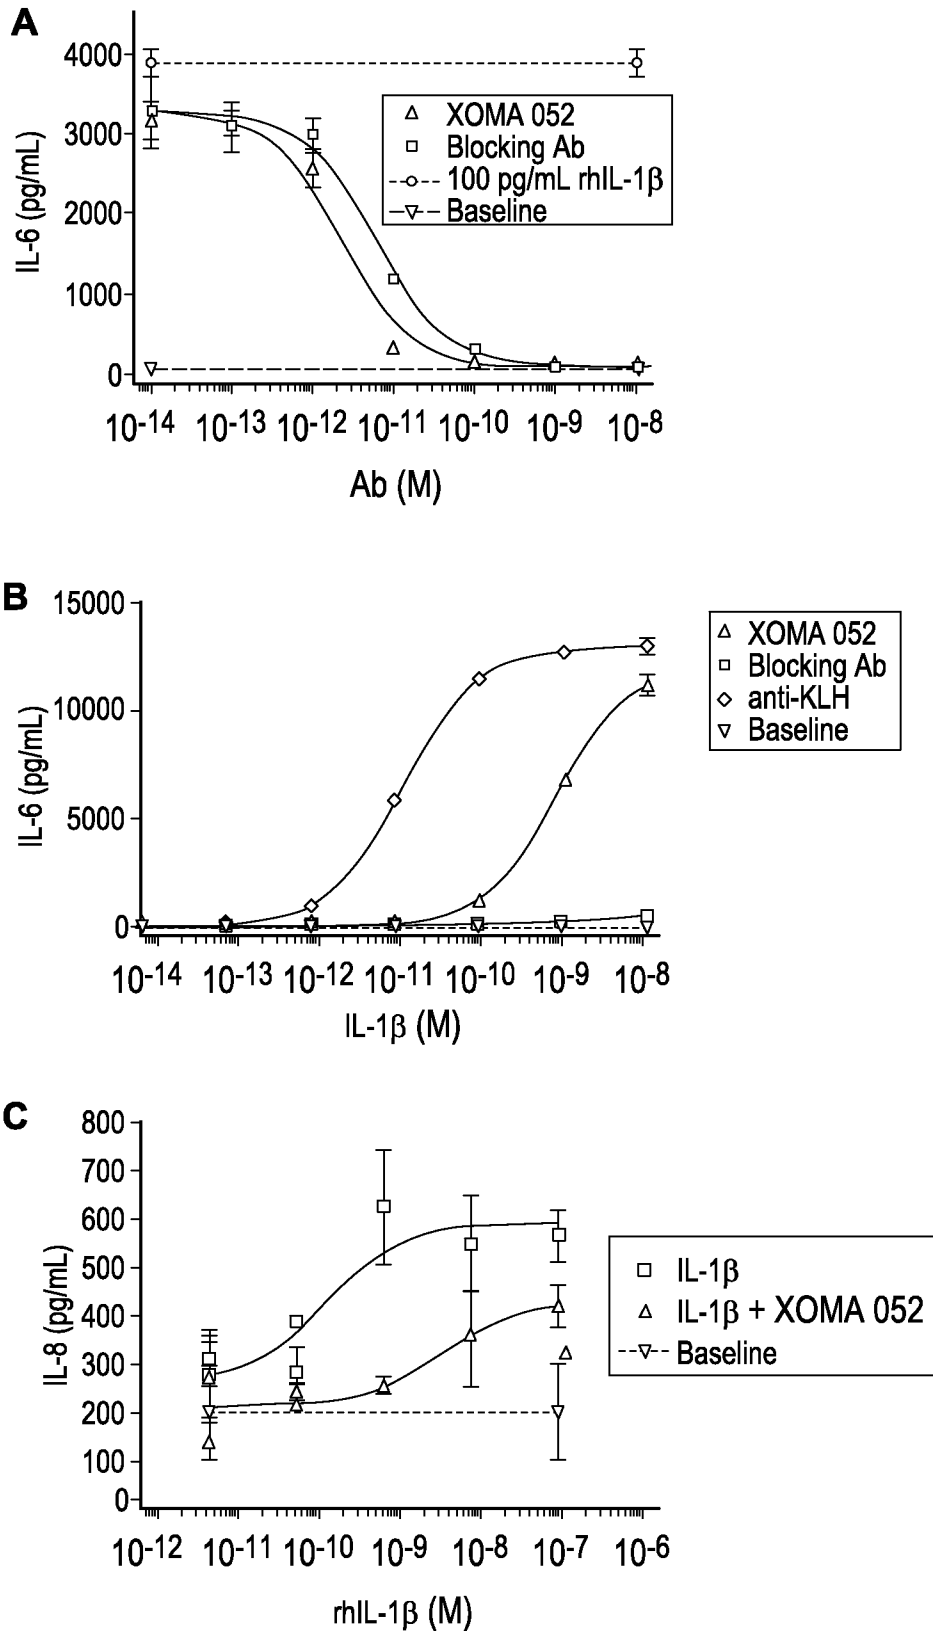 A
IL-6 (pg/mL)
4000
3000
2000
1000
0
XOMA 052
Blocking Ab
100 pg/mL rhIL-1β
Baseline
10-14 10-13 10-12 10-11 10-10 10-9 10-8
Ab (M)
B
IL-6 (pg/mL)
15000
10000
5000
0
XOMA 052
Blocking Ab
anti-KLH
Baseline
10-14 10-13 10-12 10-11 10-10 10-9 10-8
IL-1β (M)
C
IL-8 (pg/mL)
800
700
600
500
400
300
200
100
0
IL-1β
IL-1β + XOMA 052
Baseline
10-12 10-11 10-10 10-9 10-8 10-7 10-6
rhIL-1β (M)